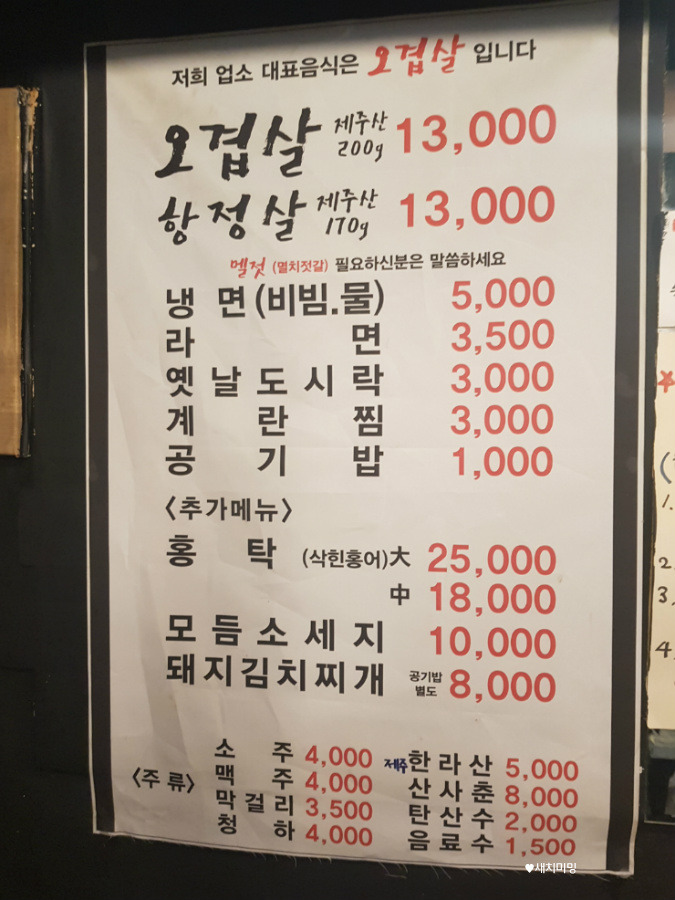 저희 업소 대표음식은 오겹살 입니다
오겹살 제주산 200g 13,000
항정살 제주산 170g 13,000
멜젓 (멸치젓갈) 필요하신분은 말씀하세요
냉면(비빔.물) 5,000
라면 3,500
옛날도시락 3,000
계란찜 3,000
공기밥 1,000
<추가메뉴>
홍탁 (삭힌홍어)大 25,000
中 18,000
모듬소세지 10,000
돼지김치찌개 공기밥 별도 8,000
<주류>
소주 4,000
맥주 4,000
막걸리 3,500
청하 4,000
제주한라산 5,000
산사춘 8,000
탄산수 2,000
음료수 1,500
1.
2.
3.
4.
♥새치미밍